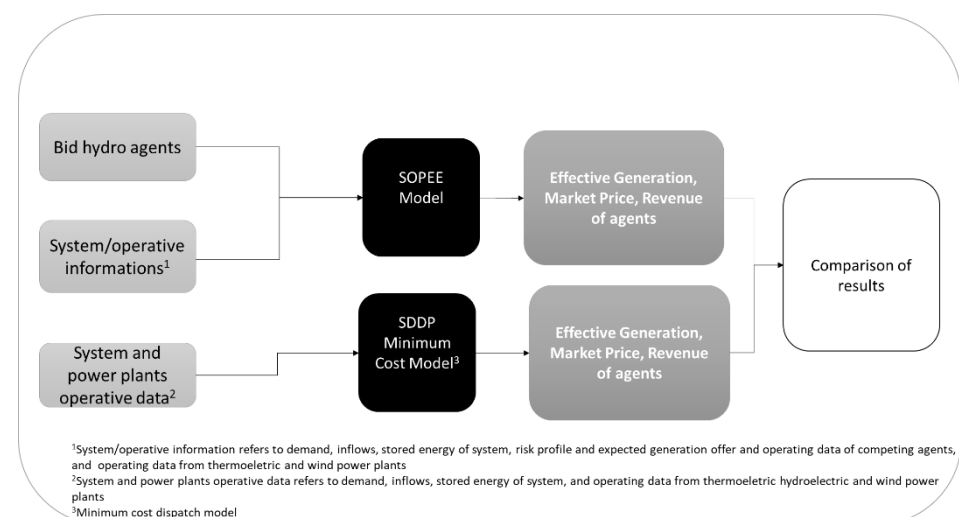 Bid hydro agents
System/operative
informations¹
System and
power plants
operative data²
SOPEE
Model
SDDP
Minimum
Cost Model³
Effective Generation,
Market Price, Revenue
of agents
Effective Generation,
Market Price, Revenue
of agents
Comparison of
results
¹System/operative information refers to demand, inflows, stored energy of system, risk profile and expected generation offer and operating data of competing agents,
and operating data from thermoeletric and wind power plants
²System and power plants operative data refers to demand, inflows, stored energy of system, and operating data from thermoeletric hydroelectric and wind power
plants
³Minimum cost dispatch model